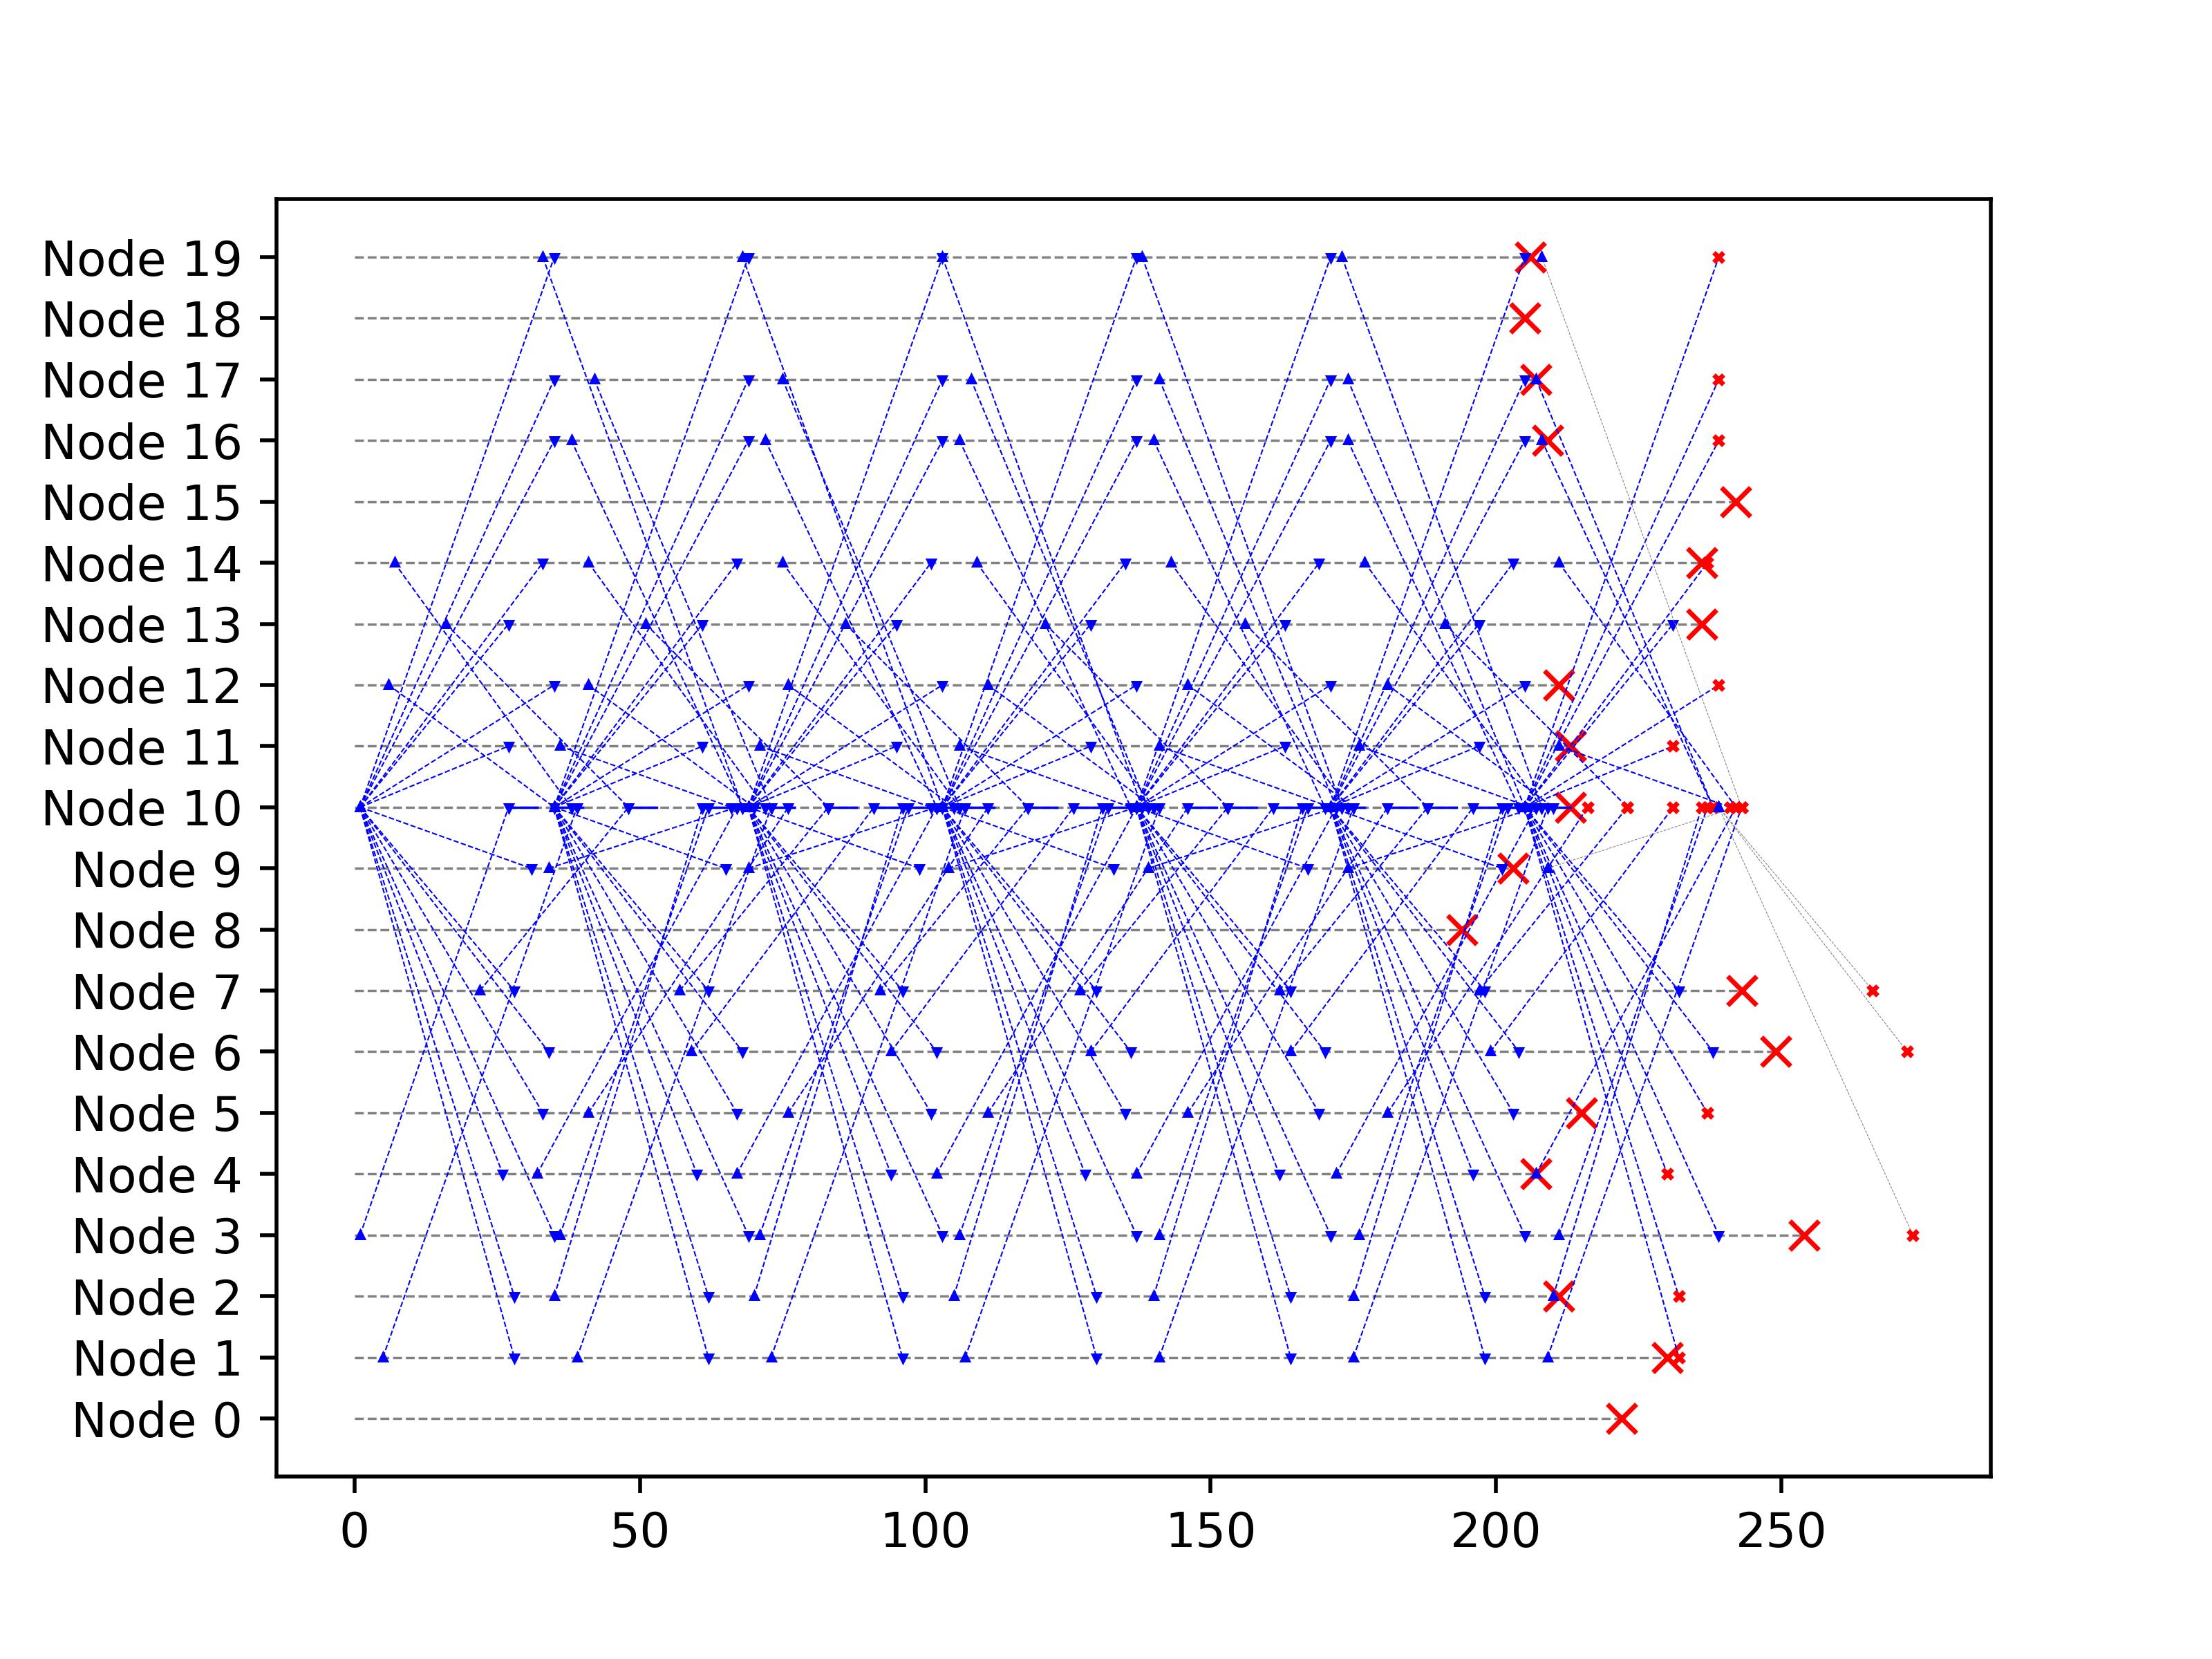 Node 19
Node 18
Node 17
Node 16
Node 15
Node 14
Node 13
Node 12
Node 11
Node 10
Node 9
Node 8
Node 7
Node 6
Node 5
Node 4
Node 3
Node 2
Node 1
Node 0
0 50 100 150 200 250